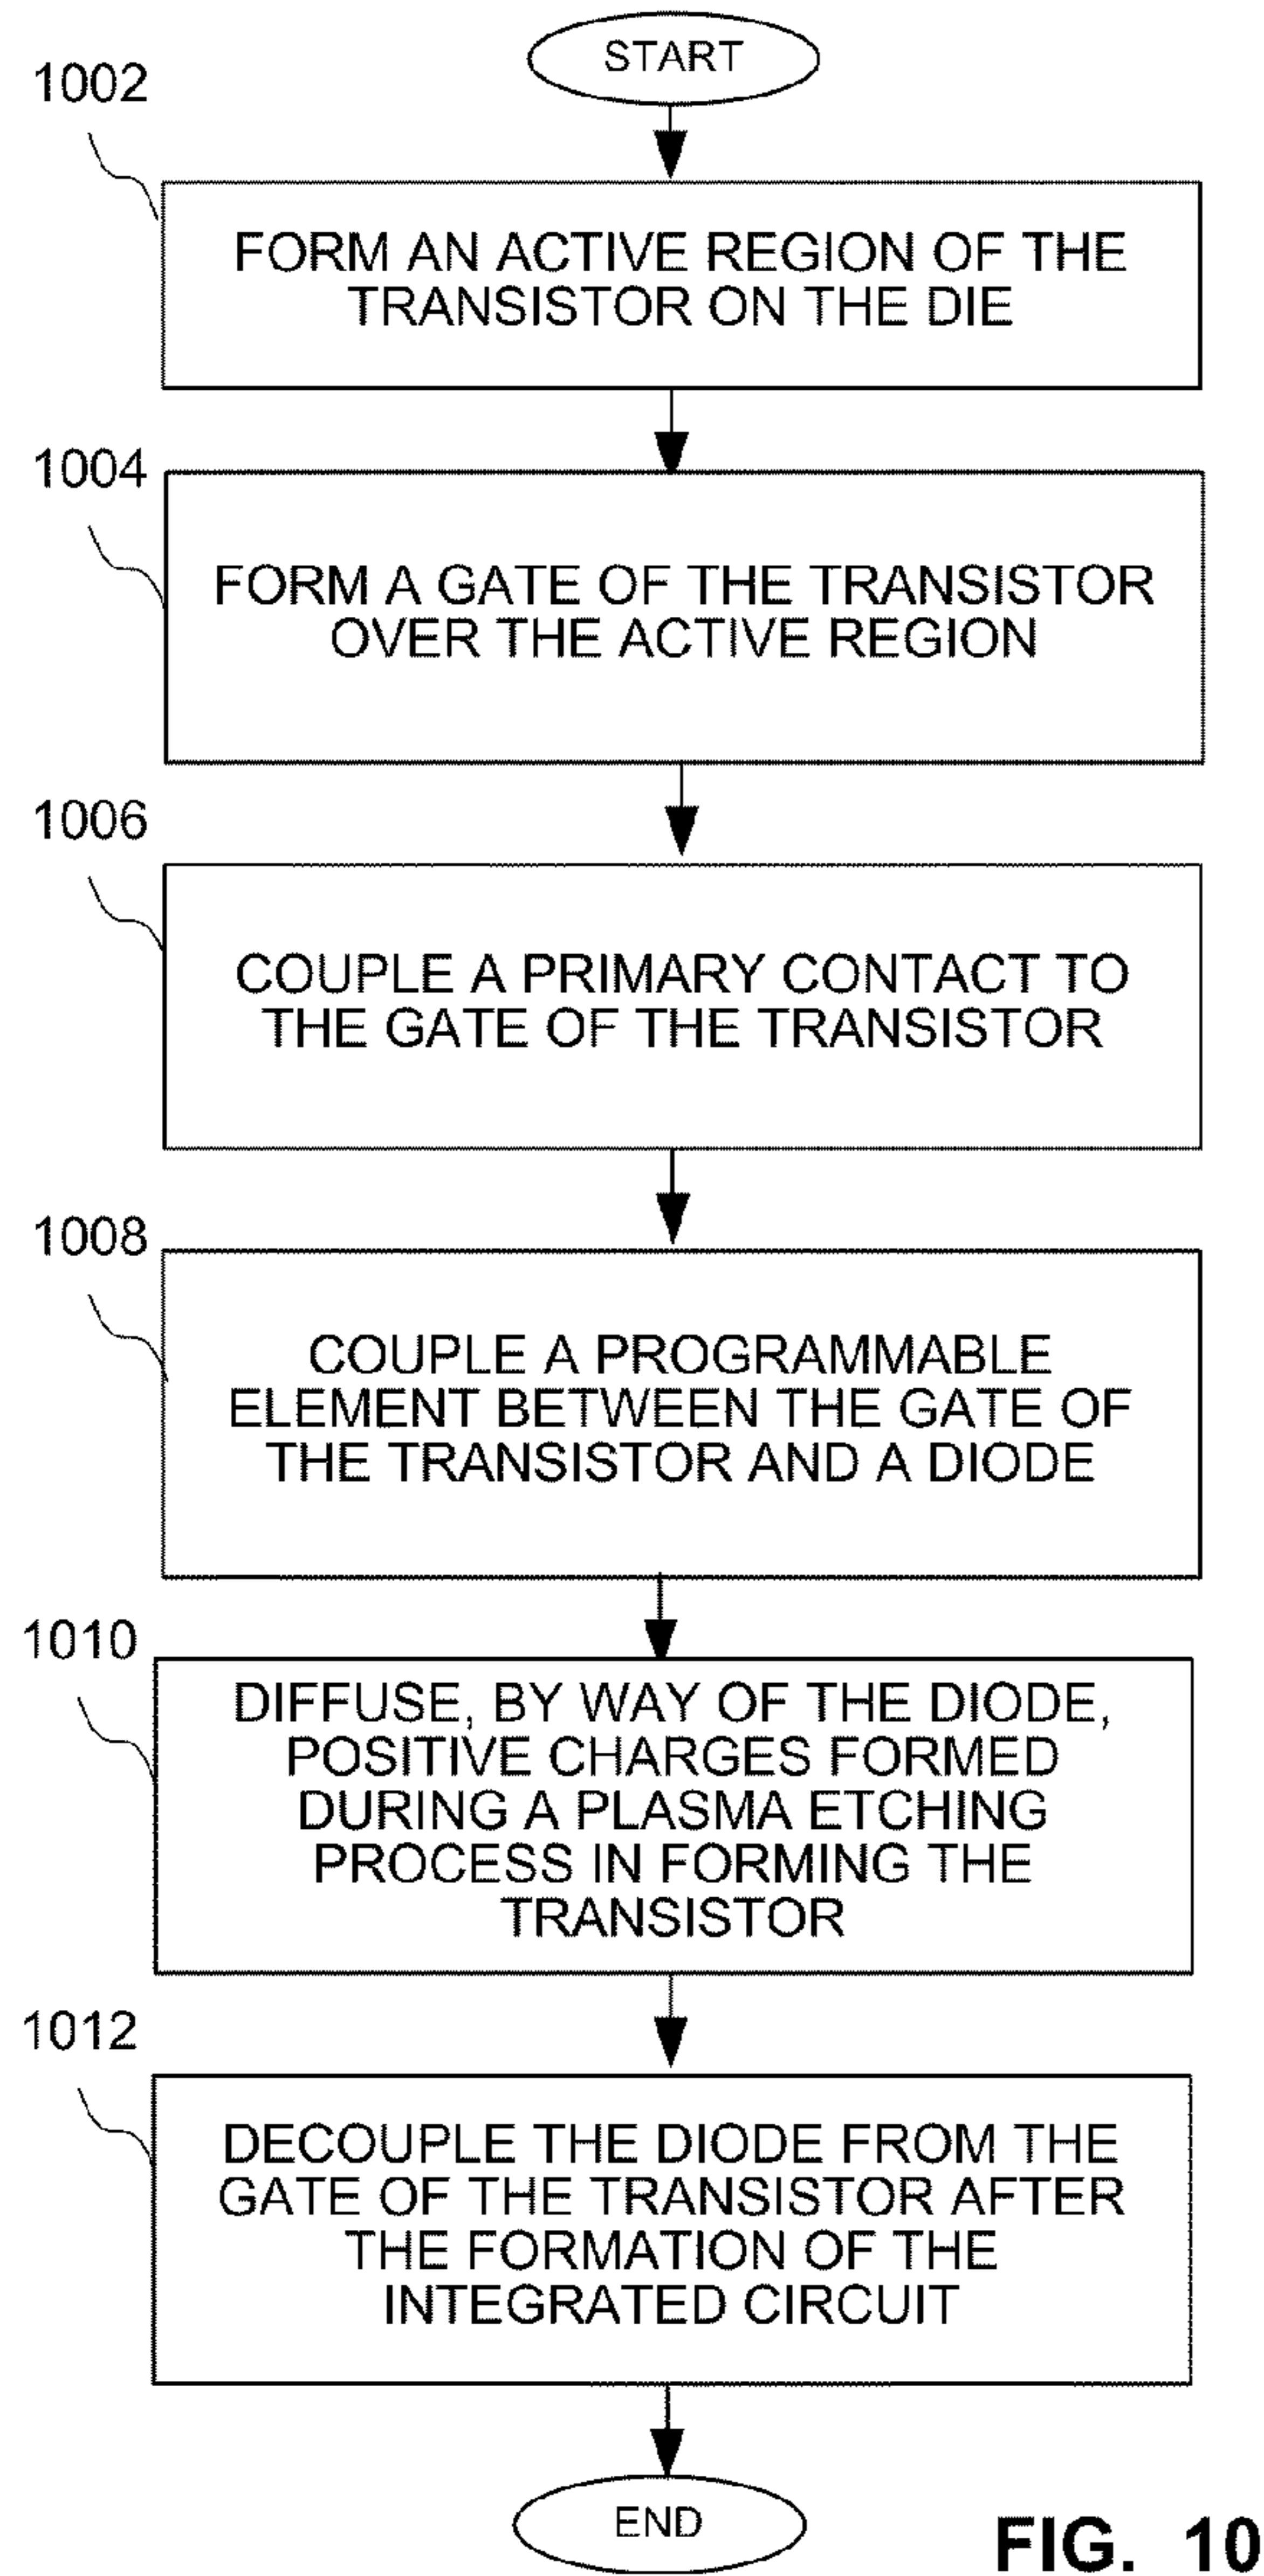 START
1002
FORM AN ACTIVE REGION OF THE
TRANSISTOR ON THE DIE
1004
FORM A GATE OF THE TRANSISTOR
OVER THE ACTIVE REGION
1006
COUPLE A PRIMARY CONTACT TO
THE GATE OF THE TRANSISTOR
1008
COUPLE A PROGRAMMABLE
ELEMENT BETWEEN THE GATE OF
THE TRANSISTOR AND A DIODE
1010
DIFFUSE, BY WAY OF THE DIODE,
POSITIVE CHARGES FORMED
DURING A PLASMA ETCHING
PROCESS IN FORMING THE
TRANSISTOR
1012
DECOUPLE THE DIODE FROM THE
GATE OF THE TRANSISTOR AFTER
THE FORMATION OF THE
INTEGRATED CIRCUIT
END
FIG. 10